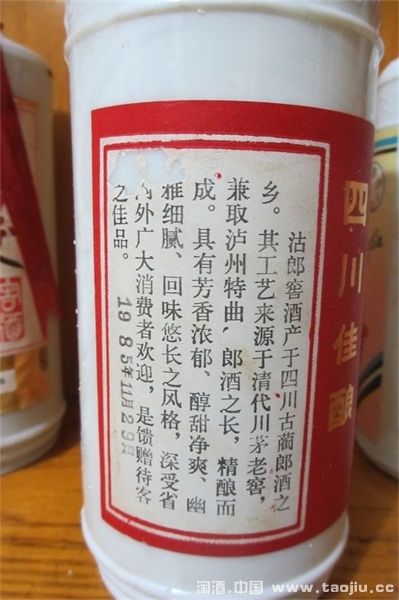 沽郎窖酒产于四川古蔺郎酒之
乡。其工艺来源于清代川茅老窖，
兼取泸州特曲，郎酒之长，精酿而
成。具有芳香浓郁、醇甜净爽、幽
雅细腻、回味悠长之风格，深受省
内外广大消费者欢迎，是馈赠待客
之佳品。
1985年11月29日
四川佳酿
窖酒
淘酒.中国 www.taojiu.cc